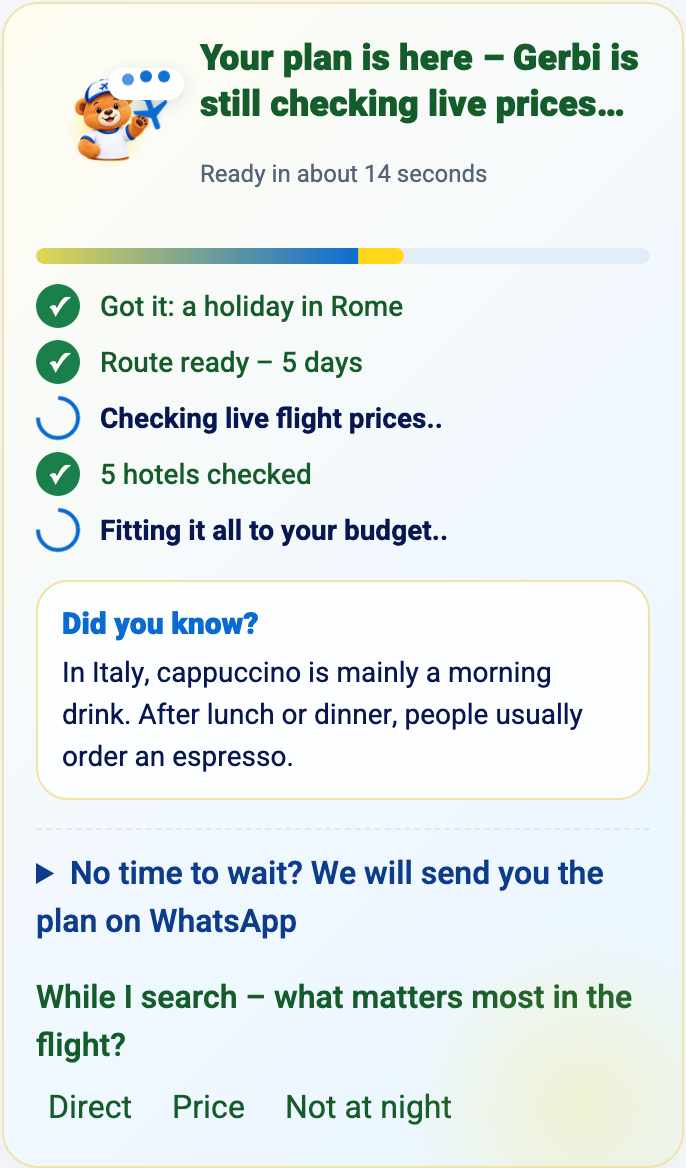 Your plan is here – Gerbi is
still checking live prices...
Ready in about 14 seconds
Got it: a holiday in Rome
Route ready – 5 days
Checking live flight prices..
5 hotels checked
Fitting it all to your budget..
Did you know?
In Italy, cappuccino is mainly a morning
drink. After lunch or dinner, people usually
order an espresso.
No time to wait? We will send you the
plan on WhatsApp
While I search – what matters most in the
flight?
Direct Price Not at night